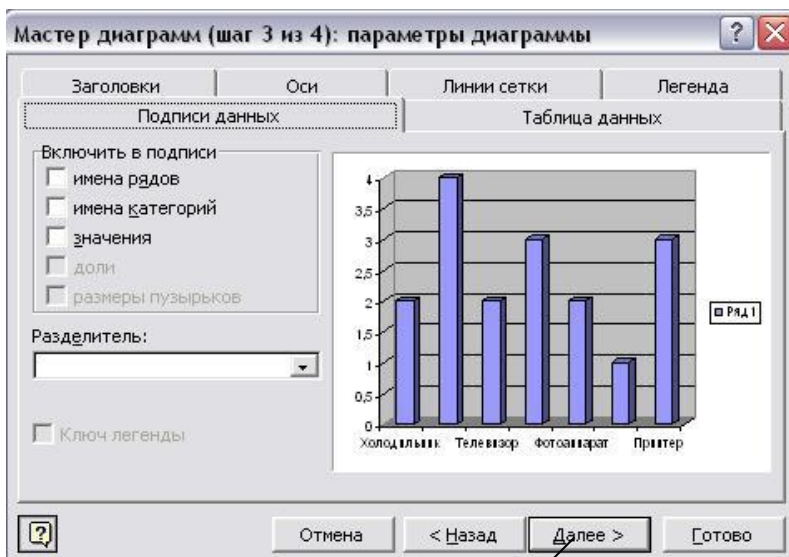 Мастер диаграмм (шаг 3 из 4): параметры диаграммы
Заголовки Оси Линии сетки Легенда
Подписи данных Таблица данных
Включить в подписи
имена рядов
имена категорий
значения
доли
размеры пузырьков
Разделитель:
Ключ легенды
4
3,5
3
2,5
2
1,5
1
0,5
0
Холодильник Телевизор Фотоаппарат Принтер
Ряд1
Отмена < Назад Далее > Готово